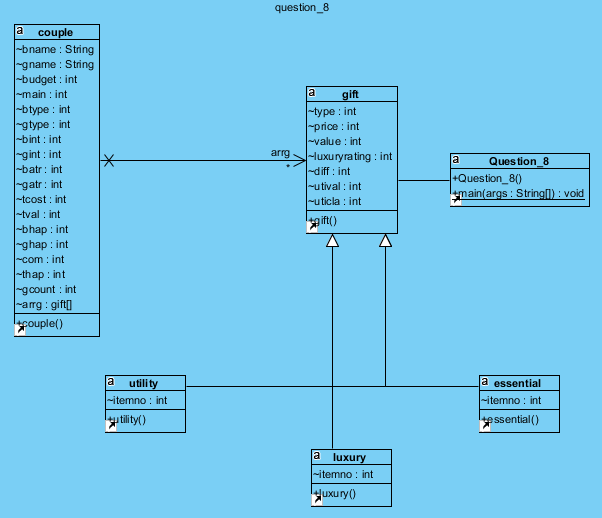 question_8
a
couple
~bname : String
~gname : String
~budget : int
~main : int
~btype : int
~gtype : int
~bint : int
~gint : int
~batr : int
~gatr : int
~tcost : int
~tval : int
~bhap : int
~ghap : int
~com : int
~thap : int
~gcount : int
~arrg : gift[]
+couple()
arrg
*
a
gift
~type : int
~price : int
~value : int
~luxuryrating : int
~diff : int
~utival : int
~uticla : int
+gift()
a
Question_8
+Question_8()
+main(args : String[]) : void
a
utility
~itemno : int
+utility()
a
luxury
~itemno : int
+luxury()
a
essential
~itemno : int
+essential()